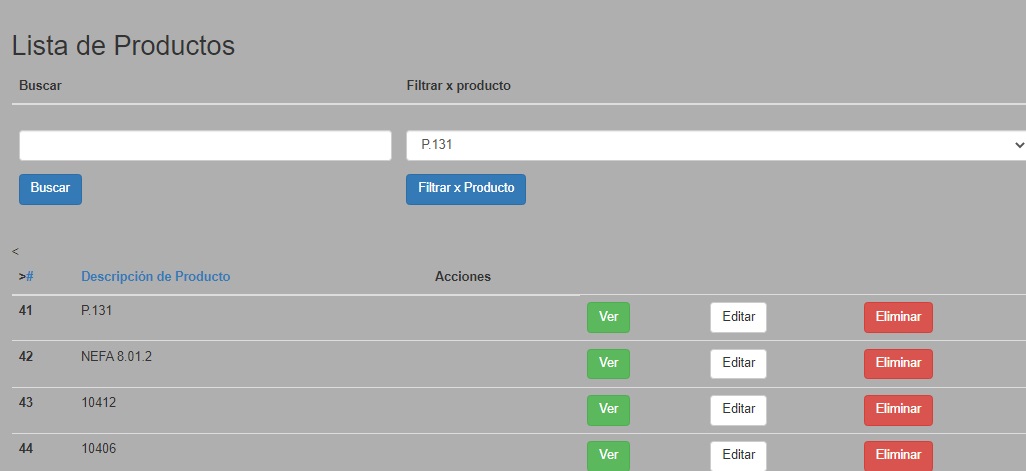 Lista de Productos
Buscar Filtrar x producto
P.131
Buscar Filtrar x Producto
<
># Descripción de Producto Acciones
41 P.131 Ver Editar Eliminar
42 NEFA 8.01.2 Ver Editar Eliminar
43 10412 Ver Editar Eliminar
44 10406 Ver Editar Eliminar